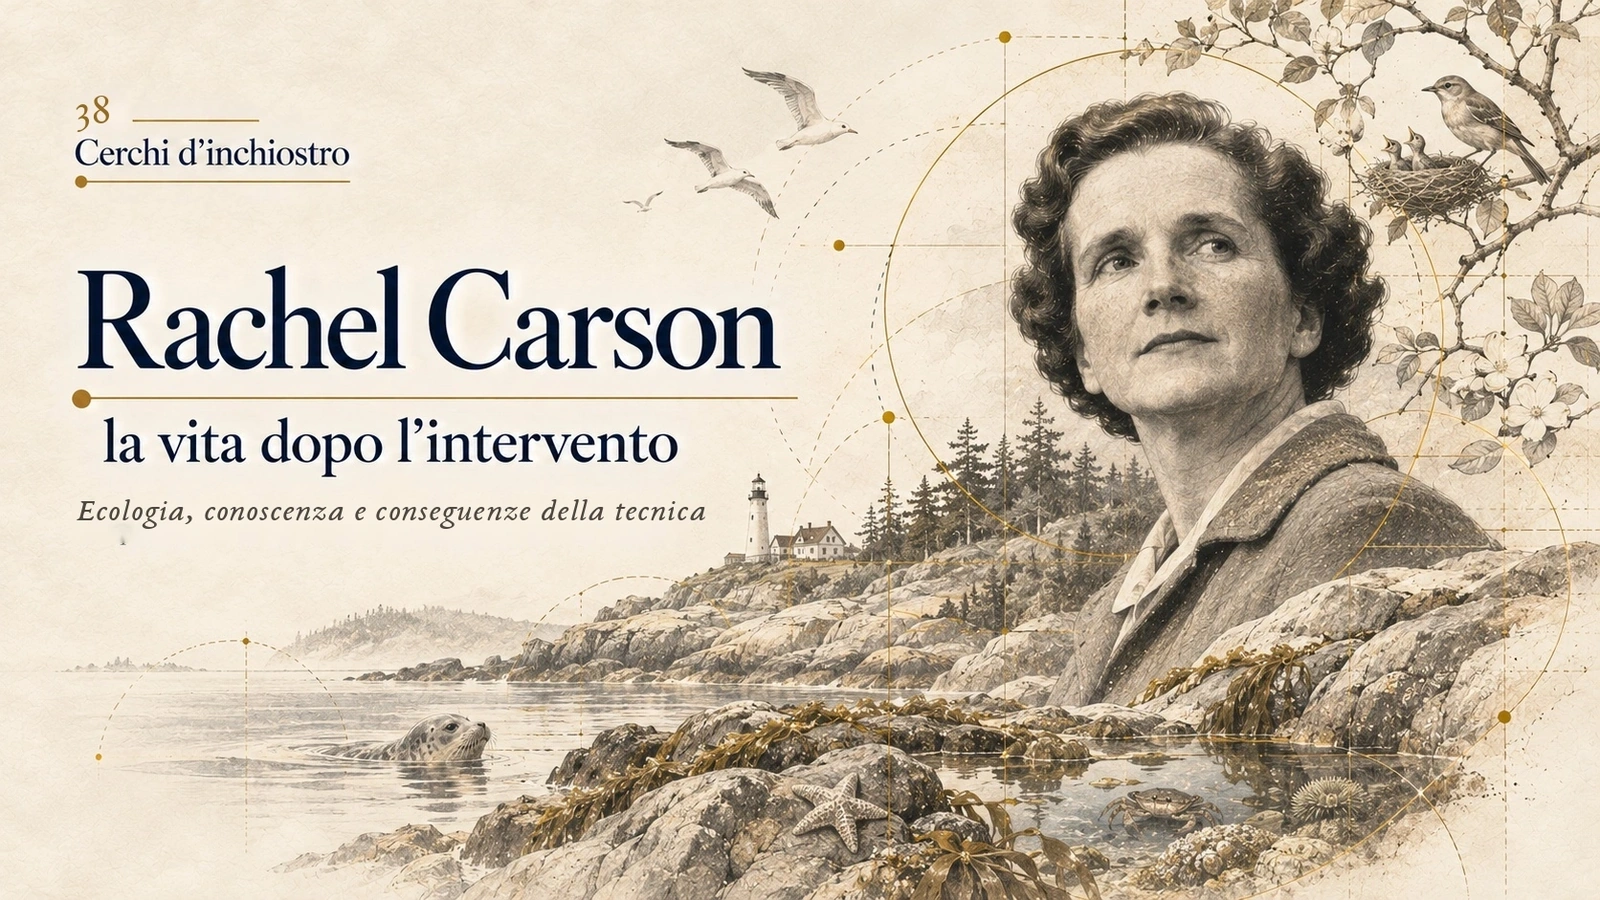 38
Cerchi d’inchiostro
Rachel Carson
la vita dopo l’intervento
Ecologia, conoscenza e conseguenze della tecnica